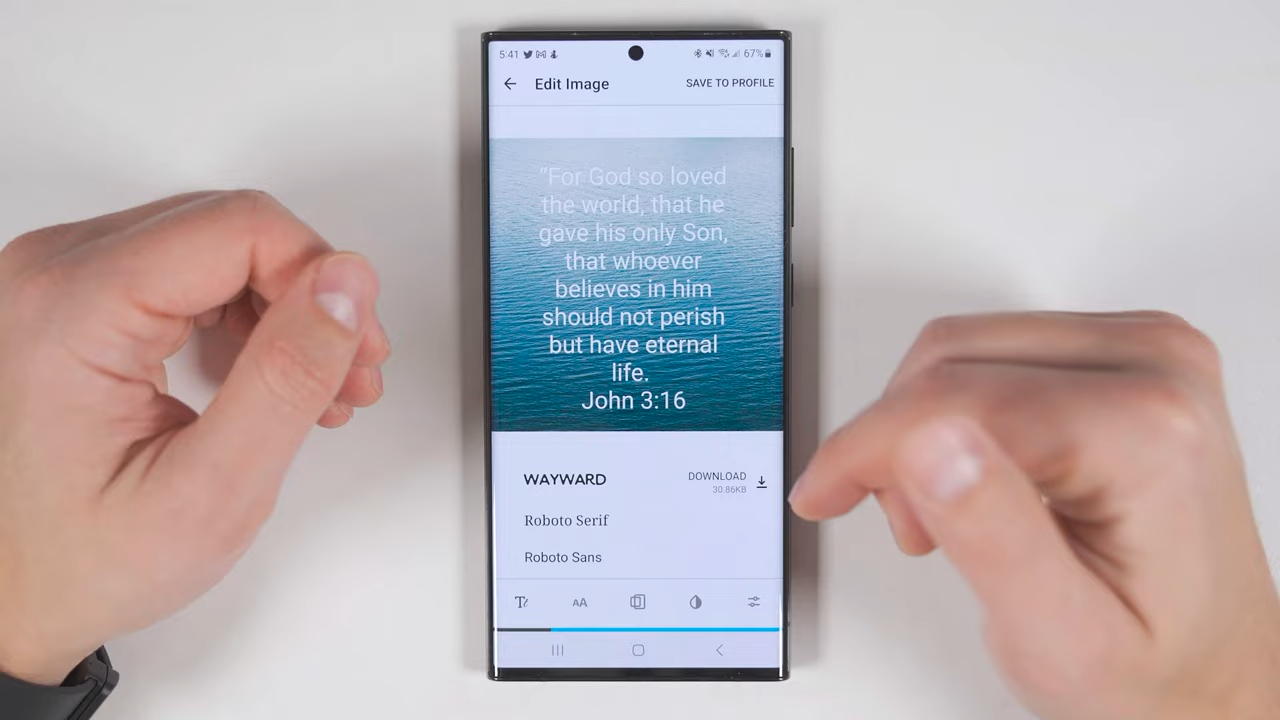 5:41 67%
Edit Image SAVE TO PROFILE
“For God so loved
the world, that he
gave his only Son,
that whoever
believes in him
should not perish
but have eternal
life.
John 3:16
WAYWARD DOWNLOAD
30.86KB
Roboto Serif
Roboto Sans
AA